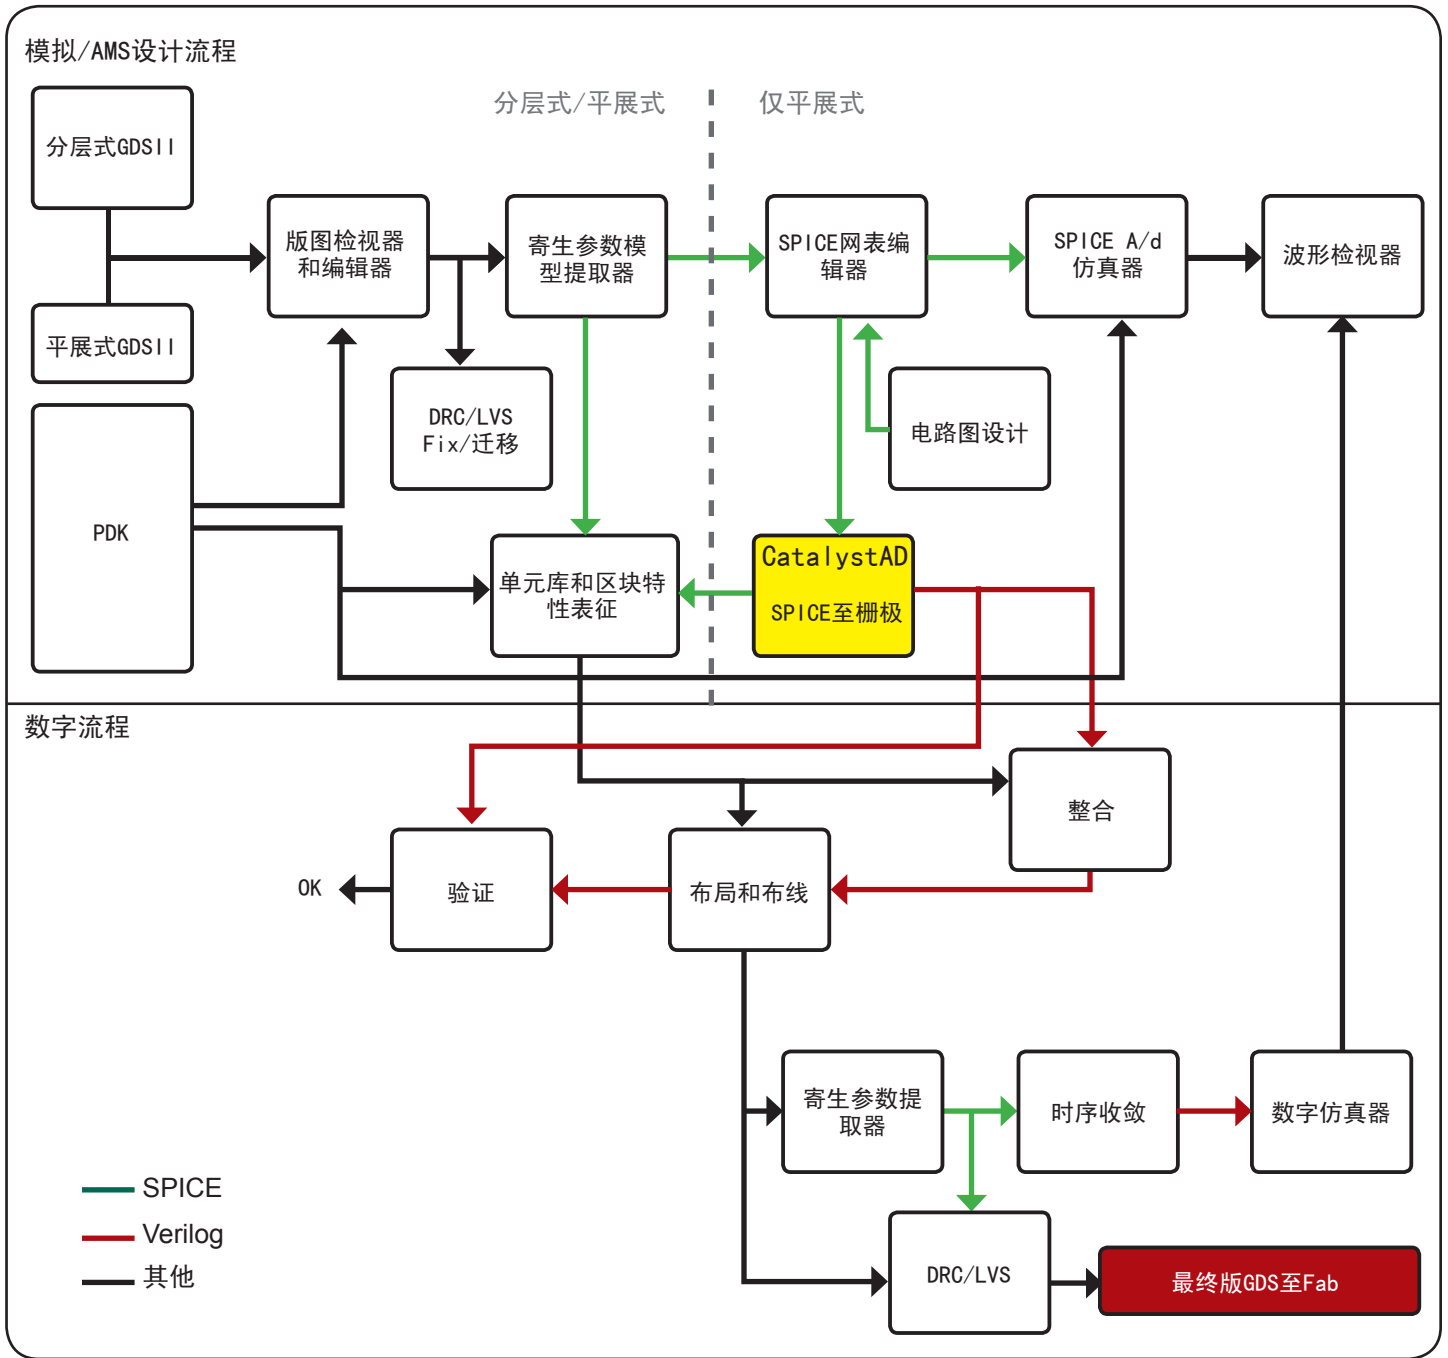 模拟/AMS设计流程
分层式/平展式
仅平展式
分层式GDSII
版图检视器
和编辑器
寄生参数模
型提取器
SPICE网表编
辑器
SPICE A/d
仿真器
波形检视器
平展式GDSII
DRC/LVS
Fix/迁移
电路图设计
PDK
单元库和区块特
性表征
CatalystAD
SPICE至栅极
数字流程
整合
OK
验证
布局和布线
寄生参数提
取器
时序收敛
数字仿真器
SPICE
Verilog
其他
DRC/LVS
最终版GDS至Fab